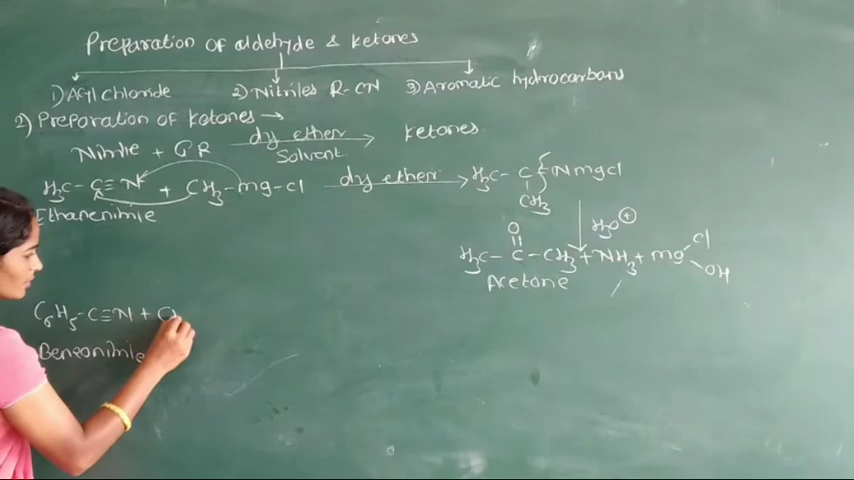 Preparation of aldehyde & ketones
1) Acyl chloride 2) Nitriles R-CN 3) Aromatic hydrocarbons
2) Preparation of ketones →
Nitrile + GR dry ether → ketones
Solvent
H₃C - C≡N + CH₃-mg-cl dry ether → H₃C - C = Nmgcl
CH₃
Ethanenitrile
H₃O⊕
O
H₃C - C - CH₃ + NH₃ + mg cl
OH
Acetone
C₆H₅-C≡N +
Benzonitrile